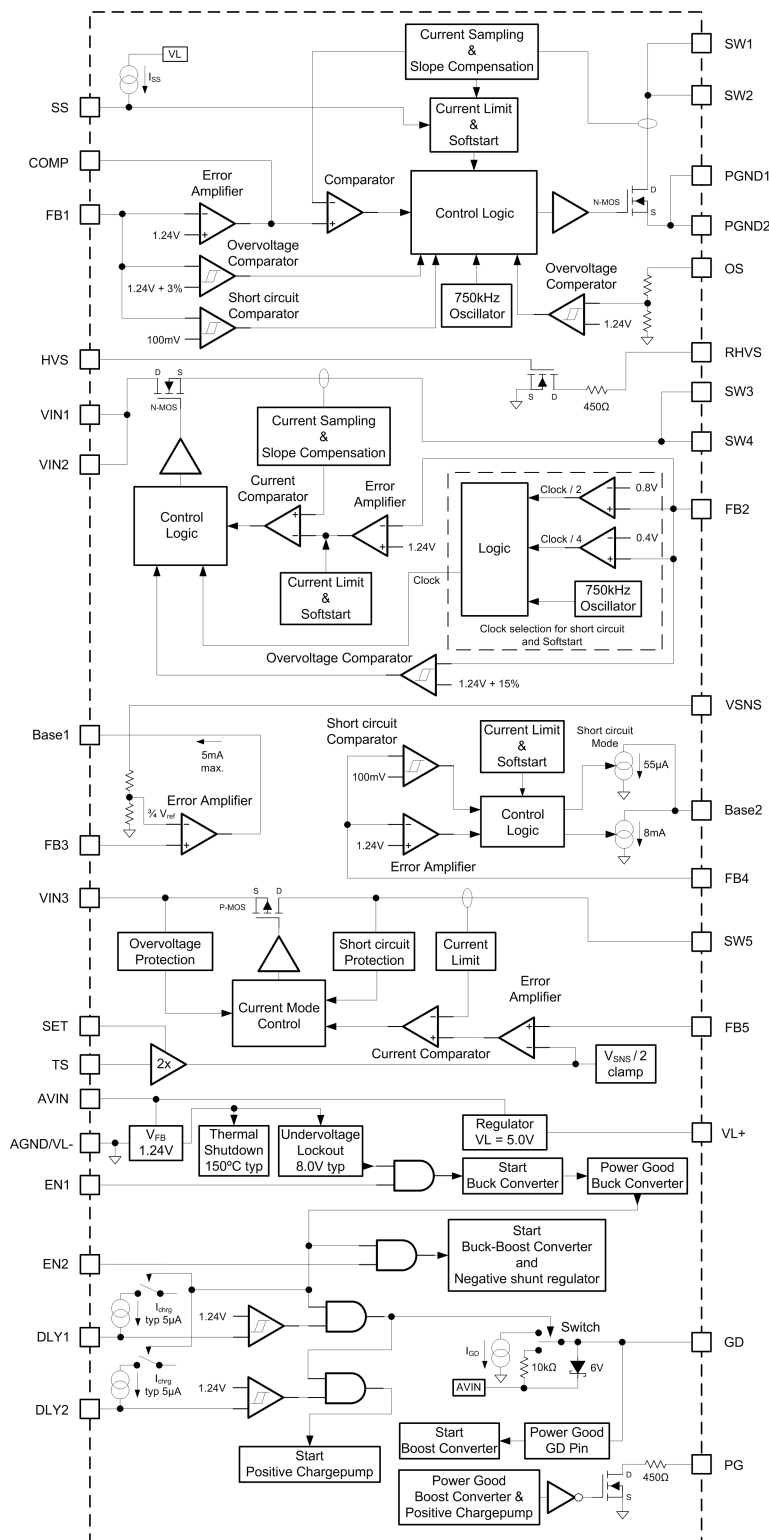 Current Sampling
&
Slope Compensation
SW1
VL
I_SS
SS
Current Limit
&
Softstart
SW2
COMP
Error
Amplifier
Comparator
Control Logic
N-MOS
D
S
PGND1
FB1
1.24V
PGND2
Overvoltage
Comparator
1.24V + 3%
Short circuit
Comparator
100mV
750kHz
Oscillator
Overvoltage
Comperator
1.24V
OS
HVS
S
D
450Ω
RHVS
D
S
N-MOS
SW3
VIN1
SW4
VIN2
Current Sampling
&
Slope Compensation
Current
Comparator
Error
Amplifier
Control
Logic
1.24V
Current Limit
&
Softstart
Logic
Clock / 2
0.8V
Clock / 4
0.4V
FB2
Clock
750kHz
Oscillator
Clock selection for short circuit
and Softstart
Overvoltage Comparator
1.24V + 15%
VSNS
Base1
5mA
max.
¾ V_ref
Error Amplifier
FB3
Short circuit
Comparator
100mV
Current Limit
&
Softstart
Short circuit
Mode
55µA
Control
Logic
8mA
Base2
1.24V
Error Amplifier
FB4
VIN3
S
D
P-MOS
Overvoltage
Protection
Short circuit
Protection
Current
Limit
SW5
Current Mode
Control
Error
Amplifier
Current Comparator
FB5
SET
TS
2x
V_SNS / 2
clamp
AVIN
AGND/VL-
V_FB
1.24V
Thermal
Shutdown
150ºC typ
Undervoltage
Lockout
8.0V typ
Regulator
VL = 5.0V
VL+
EN1
Start
Buck Converter
Power Good
Buck Converter
EN2
Start
Buck-Boost Converter
and
Negative shunt regulator
I_chrg
typ 5µA
1.24V
DLY1
I_chrg
typ 5µA
1.24V
DLY2
Switch
I_GD
10kΩ
6V
AVIN
GD
Start
Positive Chargepump
Start
Boost Converter
Power Good
GD Pin
Power Good
Boost Converter &
Positive Chargepump
D
S
450Ω
PG